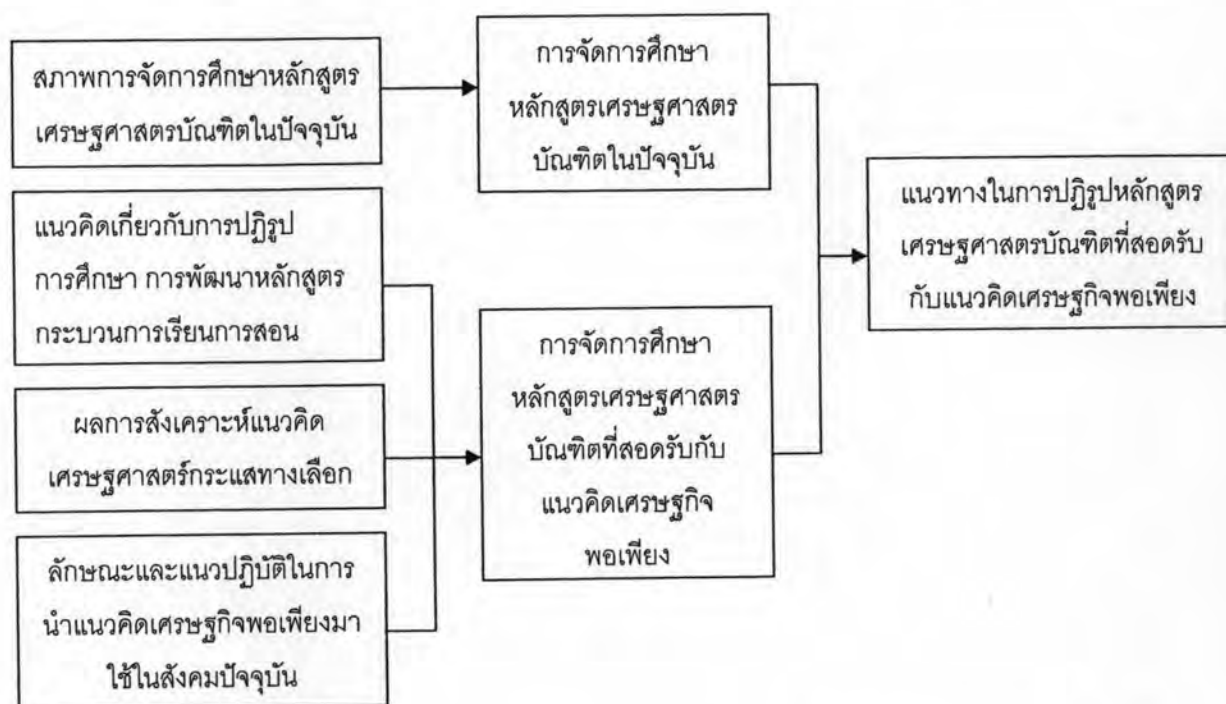 สภาพการจัดการศึกษาหลักสูตร
เศรษฐศาสตรบัณฑิตในปัจจุบัน
แนวคิดเกี่ยวกับการปฏิรูป
การศึกษา การพัฒนาหลักสูตร
กระบวนการเรียนการสอน
ผลการสังเคราะห์แนวคิด
เศรษฐศาสตร์กระแสทางเลือก
ลักษณะและแนวปฏิบัติในการ
นำแนวคิดเศรษฐกิจพอเพียงมา
ใช้ในสังคมปัจจุบัน
การจัดการศึกษา
หลักสูตรเศรษฐศาสตร
บัณฑิตในปัจจุบัน
การจัดการศึกษา
หลักสูตรเศรษฐศาสตร
บัณฑิตที่สอดรับกับ
แนวคิดเศรษฐกิจ
พอเพียง
แนวทางในการปฏิรูปหลักสูตร
เศรษฐศาสตรบัณฑิตที่สอดรับ
กับแนวคิดเศรษฐกิจพอเพียง